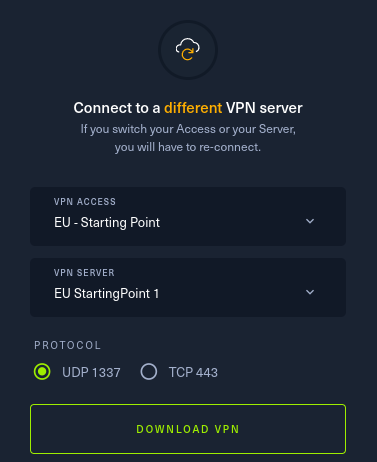 Connect to a different VPN server
If you switch your Access or your Server,
you will have to re-connect.
VPN ACCESS
EU - Starting Point
VPN SERVER
EU StartingPoint 1
PROTOCOL
UDP 1337 TCP 443
DOWNLOAD VPN